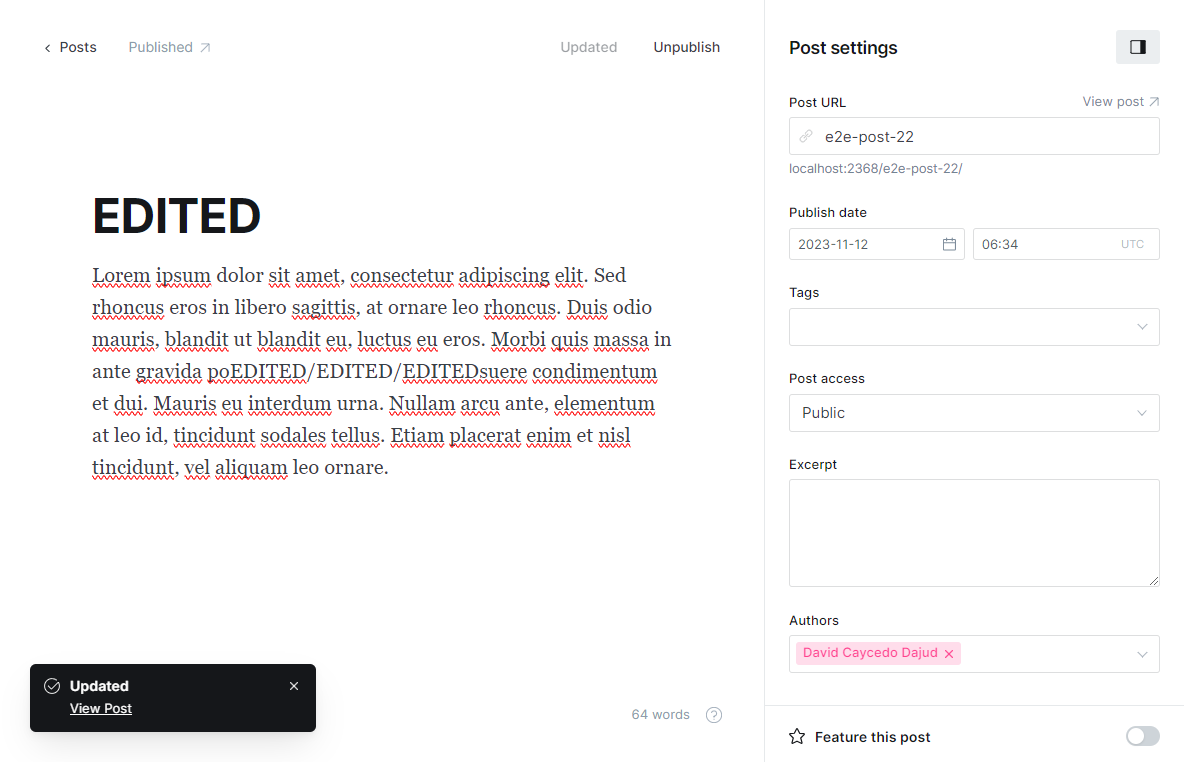 Posts
Published
Updated
Unpublish
EDITED
Lorem ipsum dolor sit amet, consectetur adipiscing elit. Sed
rhoncus eros in libero sagittis, at ornare leo rhoncus. Duis odio
mauris, blandit ut blandit eu, luctus eu eros. Morbi quis massa in
ante gravida poEDITED/EDITED/EDITEDsuere condimentum
et dui. Mauris eu interdum urna. Nullam arcu ante, elementum
at leo id, tincidunt sodales tellus. Etiam placerat enim et nisl
tincidunt, vel aliquam leo ornare.
Updated
View Post
64 words
Post settings
Post URL
View post
e2e-post-22
localhost:2368/e2e-post-22/
Publish date
2023-11-12
06:34
UTC
Tags
Post access
Public
Excerpt
Authors
David Caycedo Dajud
Feature this post